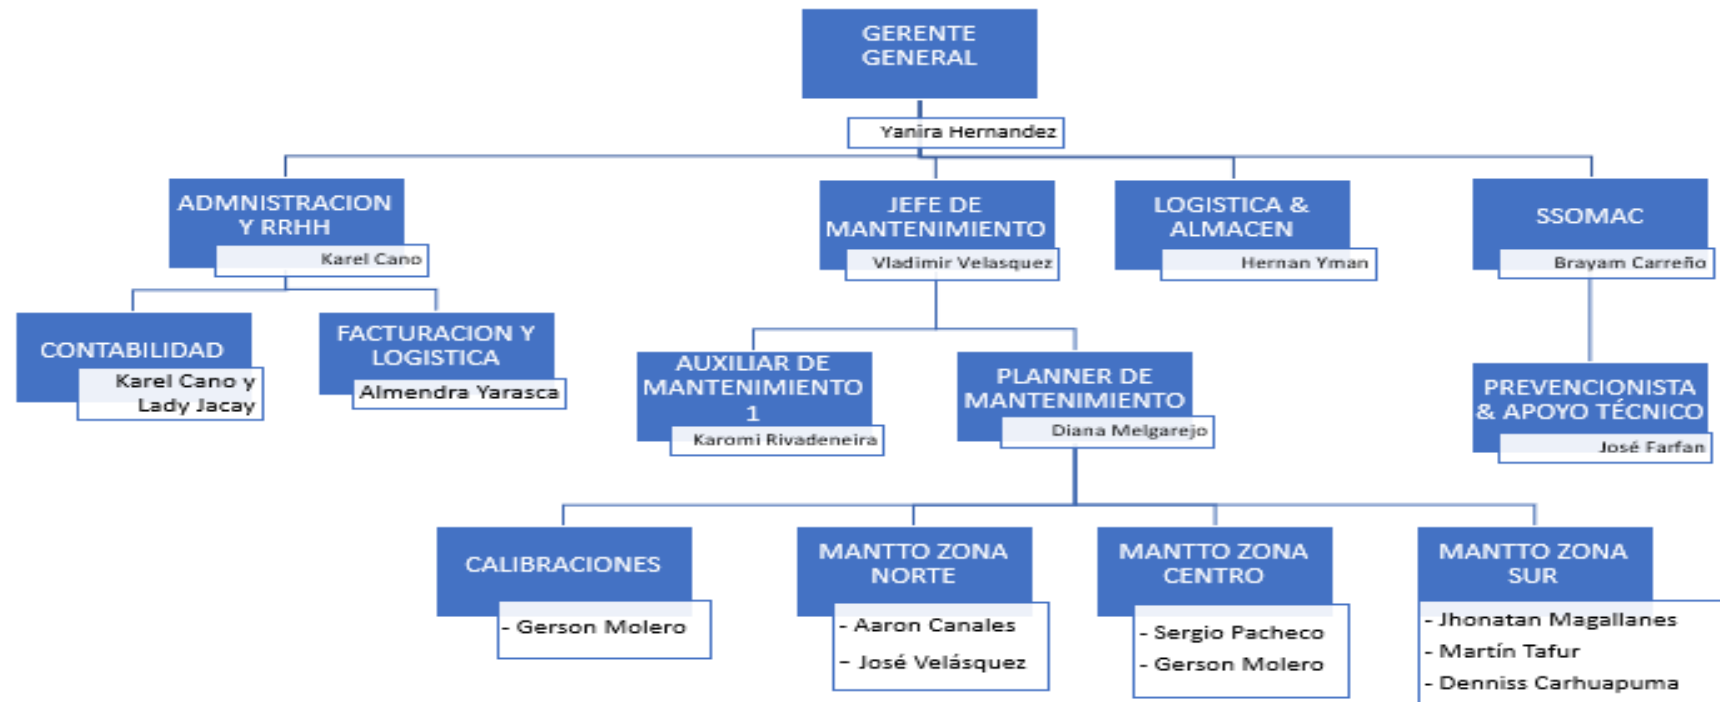 GERENTE
GENERAL
Yanira Hernandez
ADMNISTRACION
Y RRHH
Karel Cano
JEFE DE
MANTENIMIENTO
Vladimir Velasquez
LOGISTICA &
ALMACEN
Hernan Yman
SSOMAC
Brayam Carreño
CONTABILIDAD
Karel Cano y
Lady Jacay
FACTURACION Y
LOGISTICA
Almendra Yarasca
AUXILIAR DE
MANTENIMIENTO
1
Karomi Rivadeneira
PLANNER DE
MANTENIMIENTO
Diana Melgarejo
PREVENCIONISTA
& APOYO TÉCNICO
José Farfan
CALIBRACIONES
- Gerson Molero
MANTTO ZONA
NORTE
- Aaron Canales
- José Velásquez
MANTTO ZONA
CENTRO
- Sergio Pacheco
- Gerson Molero
MANTTO ZONA
SUR
- Jhonatan Magallanes
- Martín Tafur
- Denniss Carhuapuma